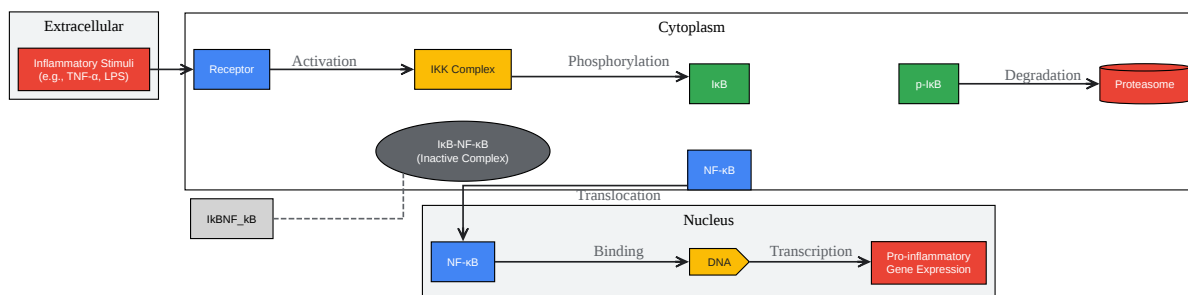 Extracellular
Inflammatory Stimuli
(e.g., TNF-α, LPS)
Cytoplasm
Receptor
Activation
IKK Complex
Phosphorylation
IκB
p-IκB
Degradation
Proteasome
IκB-NF-κB
(Inactive Complex)
NF-κB
Translocation
IkBNF_kB
Nucleus
NF-κB
Binding
DNA
Transcription
Pro-inflammatory
Gene Expression